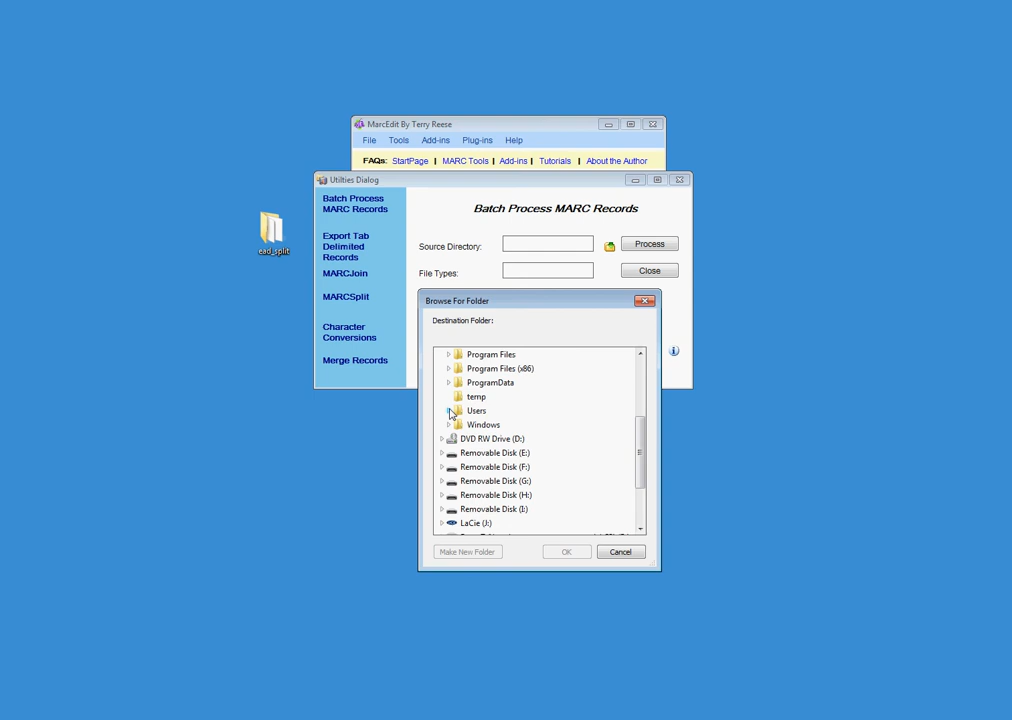 MarcEdit By Terry Reese
File Tools Add-ins Plug-ins Help
FAQs: StartPage | MARC Tools | Add-ins | Tutorials | About the Author
Utilties Dialog
Batch Process
MARC Records
Export Tab
Delimited
Records
MARCJoin
MARCSplit
Character
Conversions
Merge Records
Batch Process MARC Records
Source Directory:
Process
File Types:
Close
ead_split
Browse For Folder
Destination Folder:
Program Files
Program Files (x86)
ProgramData
temp
Users
Windows
DVD RW Drive (D:)
Removable Disk (E:)
Removable Disk (F:)
Removable Disk (G:)
Removable Disk (H:)
Removable Disk (I:)
LaCie (J:)
Make New Folder
OK
Cancel